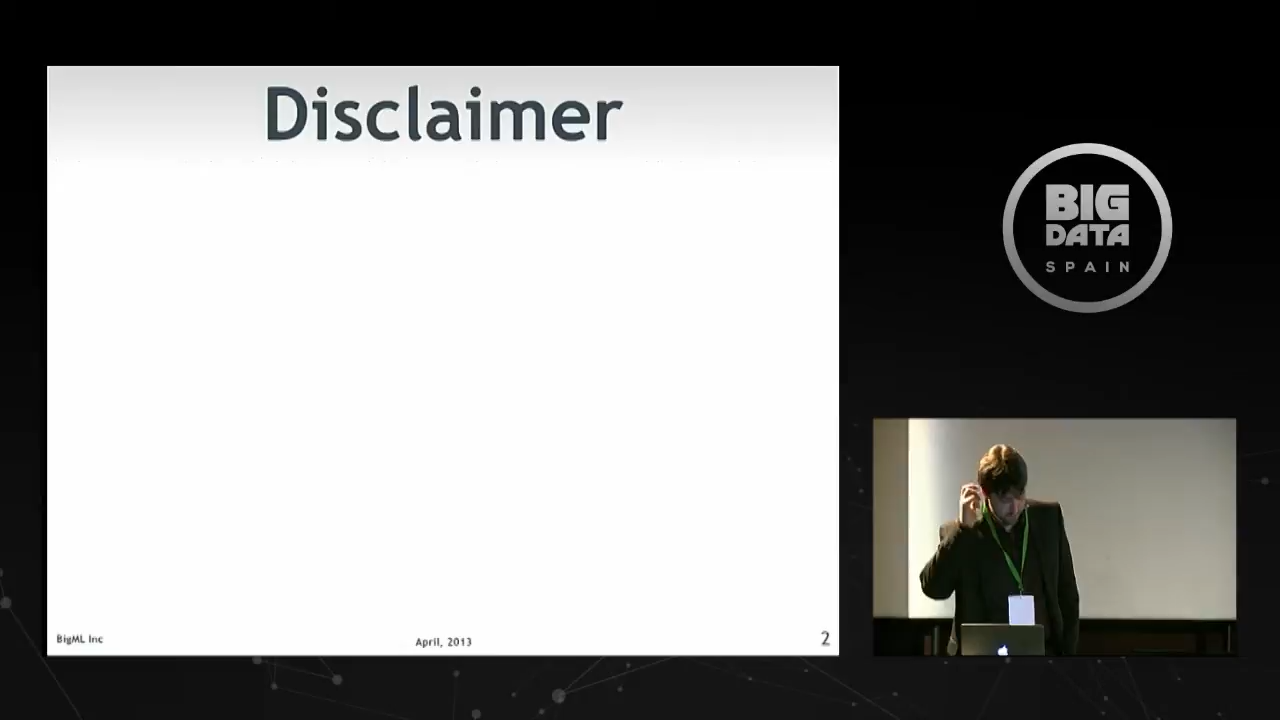 Disclaimer
BigML Inc
April, 2013
2
BIG
DATA
SPAIN